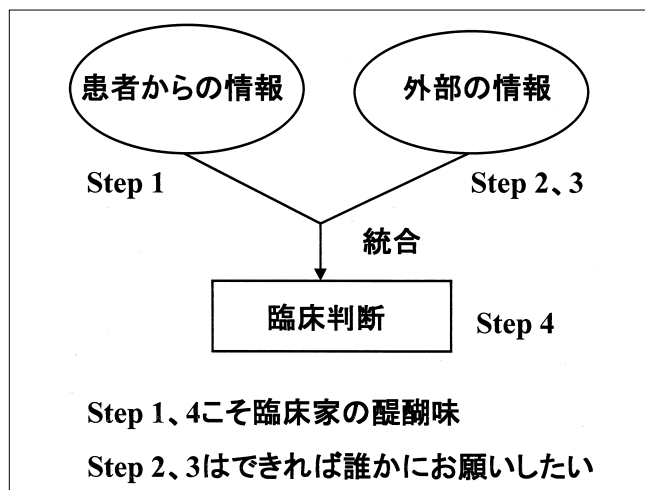 患者からの情報
外部の情報
Step 1
Step 2、3
統合
臨床判断
Step 4
Step 1、4こそ臨床家の醍醐味
Step 2、3はできれば誰かにお願いしたい